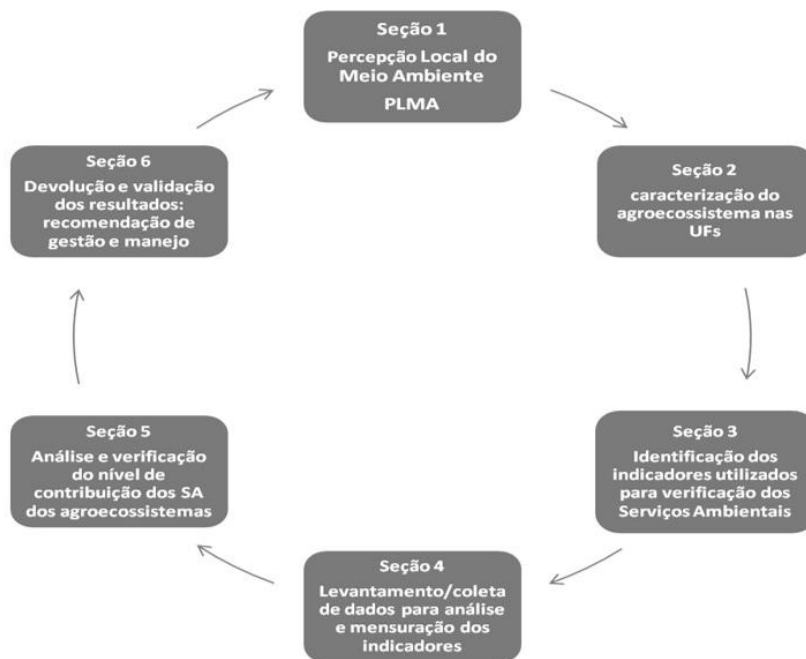 Seção 1
Percepção Local do
Meio Ambiente
PLMA
Seção 2
caracterização do
agroecossistema nas
UFs
Seção 3
Identificação dos
indicadores utilizados
para verificação dos
Serviços Ambientais
Seção 4
Levantamento/coleta
de dados para análise
e mensuração dos
indicadores
Seção 5
Análise e verificação
do nível de
contribuição dos SA
dos agroecossistemas
Seção 6
Devolução e validação
dos resultados:
recomendação de
gestão e manejo